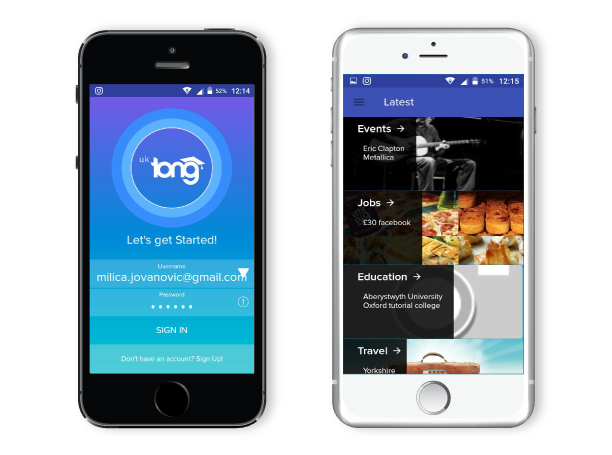 52% 12:14
uk
tong
Let's get Started!
Username
milica.jovanovic@gmail.com
Password
SIGN IN
Don't have an account? Sign Up!
51% 12:15
Latest
Events →
Eric Clapton
Metallica
Jobs →
£30 facebook
Education →
Aberystwyth University
Oxford tutorial college
Travel →
Yorkshire